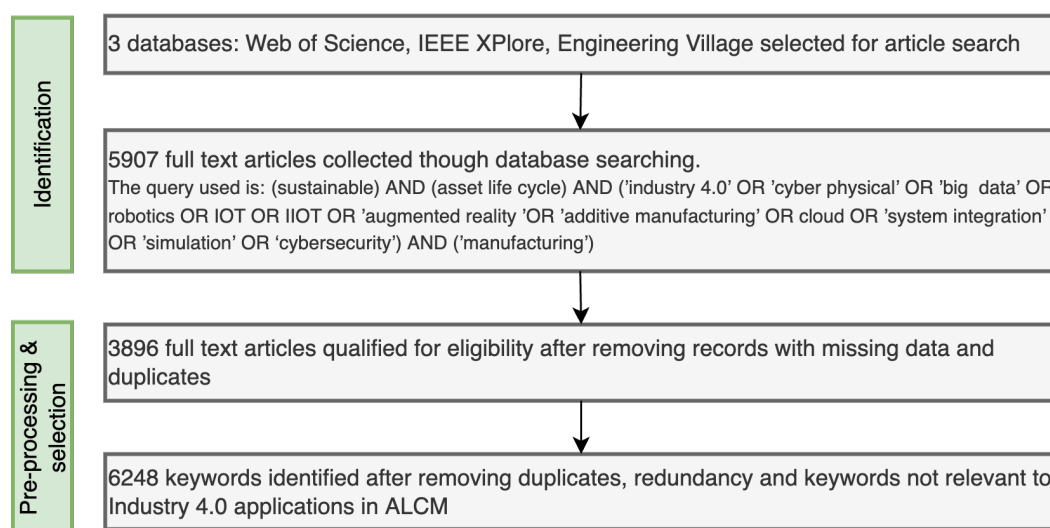 Identification
3 databases: Web of Science, IEEE XPlore, Engineering Village selected for article search
5907 full text articles collected though database searching.
The query used is: (sustainable) AND (asset life cycle) AND ('industry 4.0' OR 'cyber physical' OR 'big  data' OR
robotics OR IOT OR IIOT OR 'augmented reality 'OR 'additive manufacturing' OR cloud OR 'system integration'
OR 'simulation' OR 'cybersecurity') AND ('manufacturing')
Pre-processing &
selection
3896 full text articles qualified for eligibility after removing records with missing data and
duplicates
6248 keywords identified after removing duplicates, redundancy and keywords not relevant to
Industry 4.0 applications in ALCM